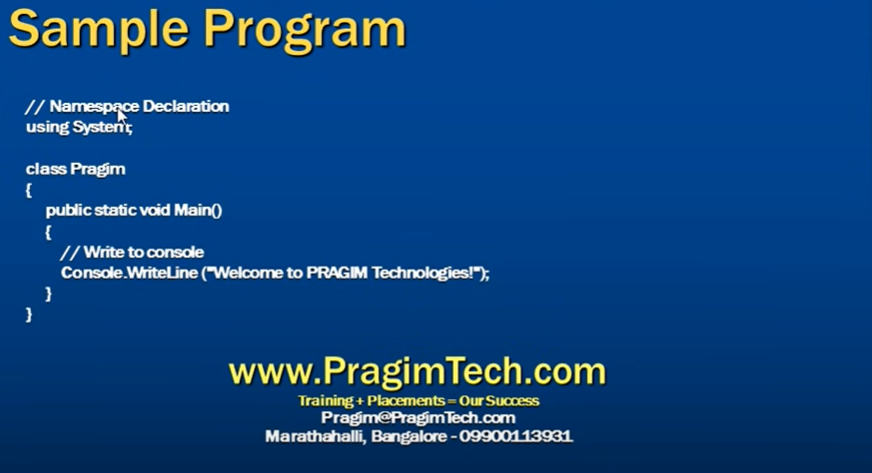 Sample Program
// Namespace Declaration
using System;
class Pragim
{
public static void Main()
{
// Write to console
Console.WriteLine ("Welcome to PRAGIM Technologies!");
}
}
www.PragimTech.com
Training + Placements = Our Success
Pragim@PragimTech.com
Marathahalli, Bangalore - 09900113931